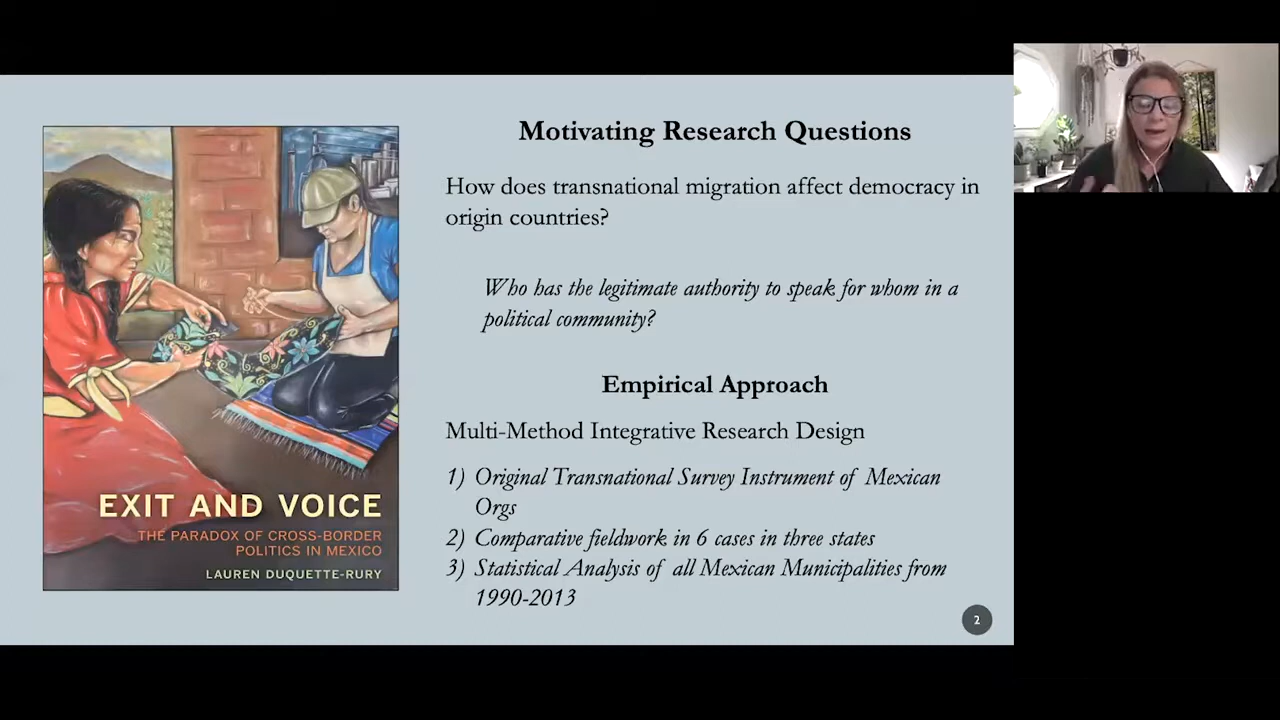 EXIT AND VOICE
THE PARADOX OF CROSS-BORDER
POLITICS IN MEXICO
LAUREN DUQUETTE-RURY
Motivating Research Questions
How does transnational migration affect democracy in
origin countries?
Who has the legitimate authority to speak for whom in a
political community?
Empirical Approach
Multi-Method Integrative Research Design
1) Original Transnational Survey Instrument of Mexican
Orgs
2) Comparative fieldwork in 6 cases in three states
3) Statistical Analysis of all Mexican Municipalities from
1990-2013
2